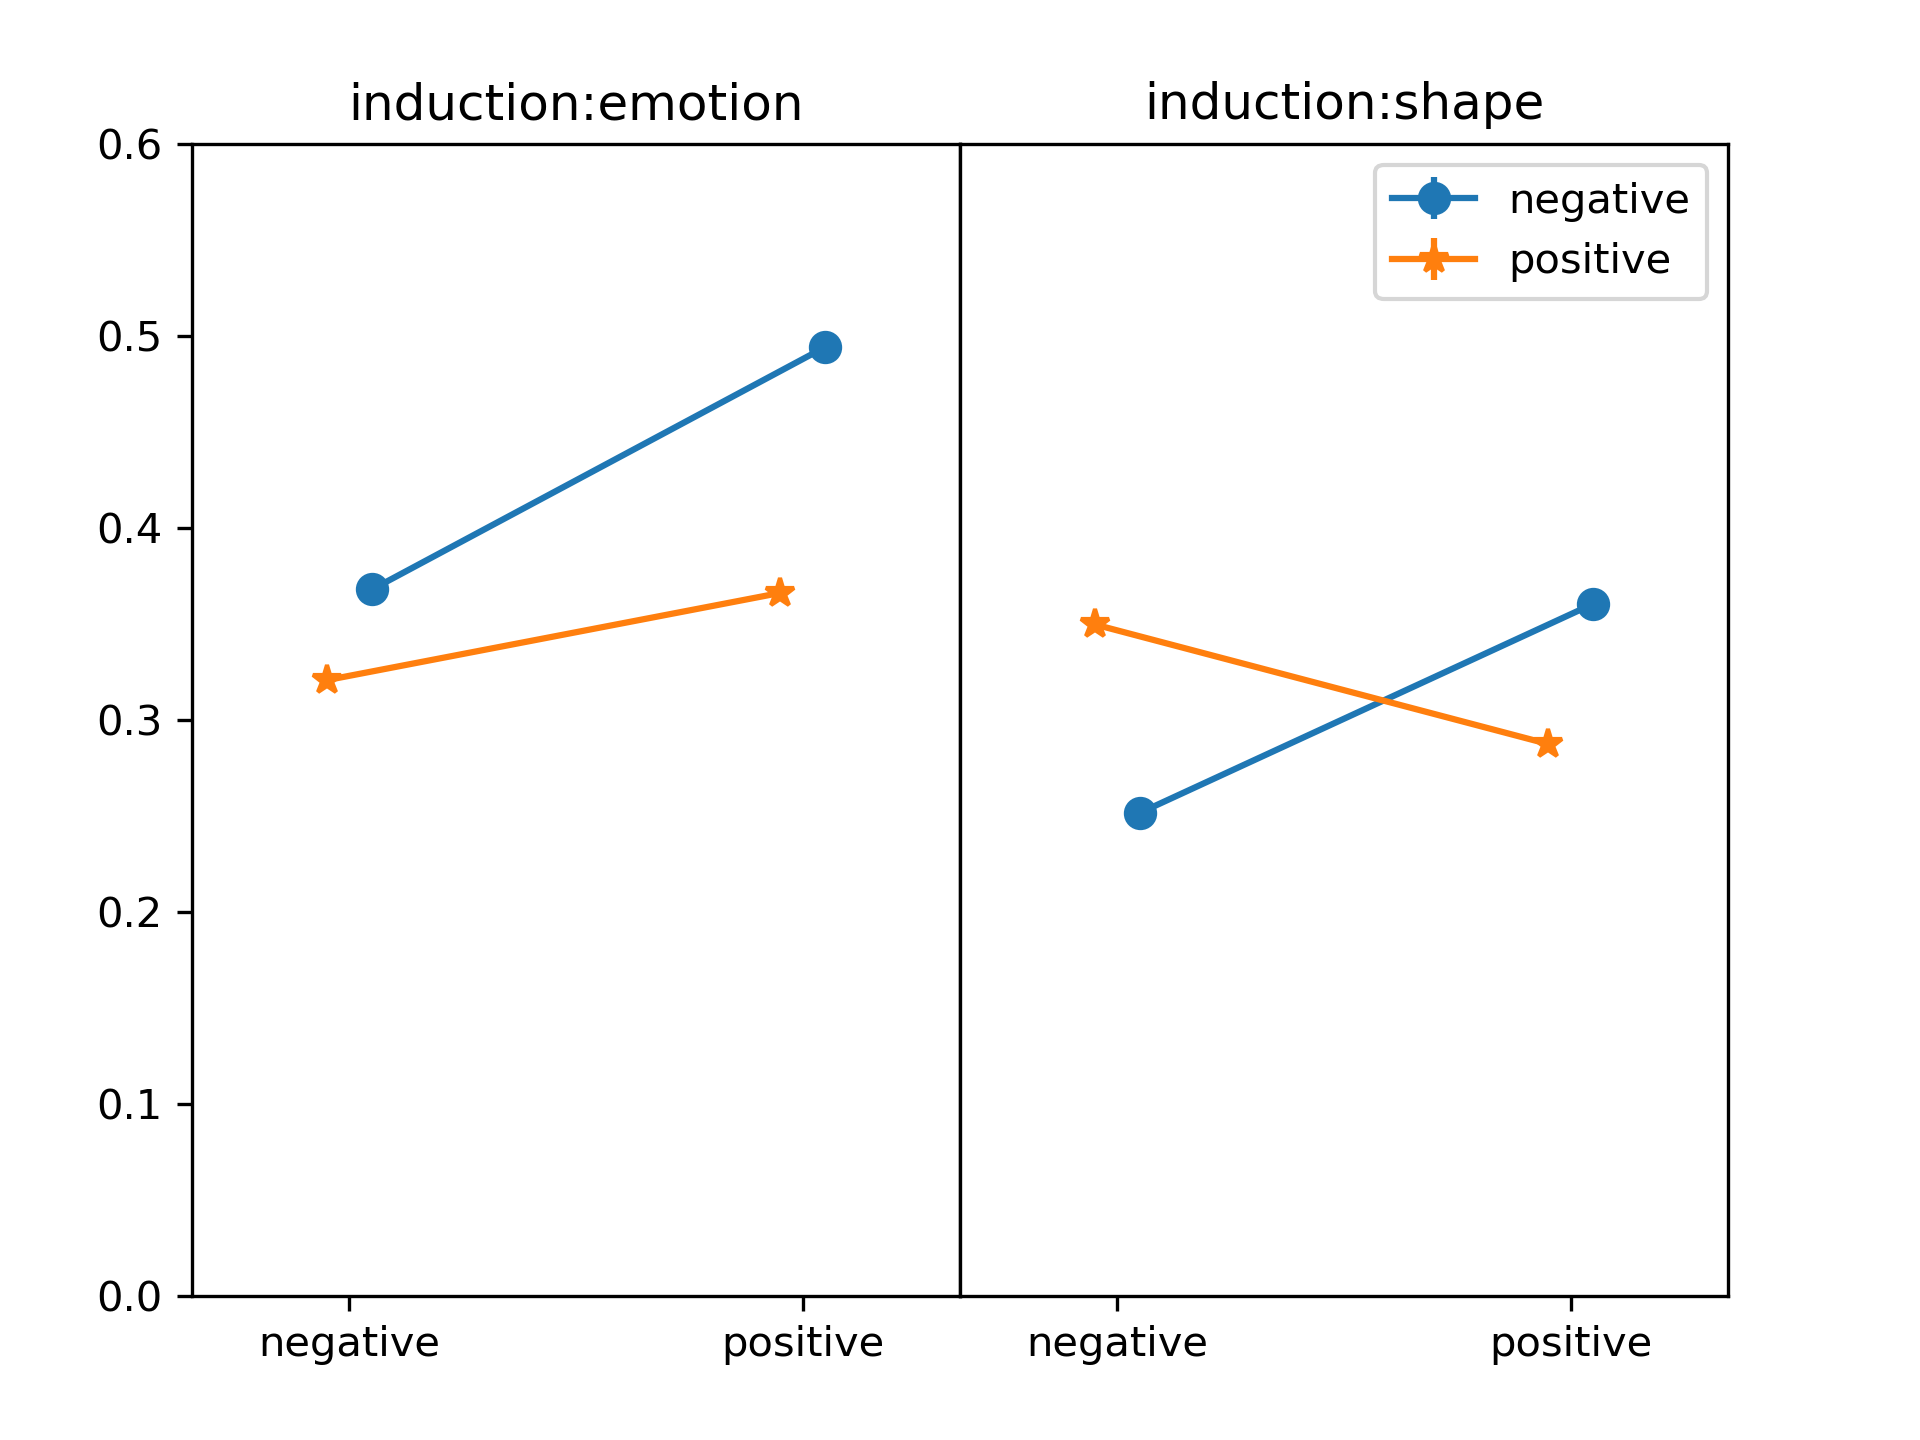 induction:emotion
induction:shape
0.6
0.5
0.4
0.3
0.2
0.1
0.0
negative
positive
negative
positive
negative
positive